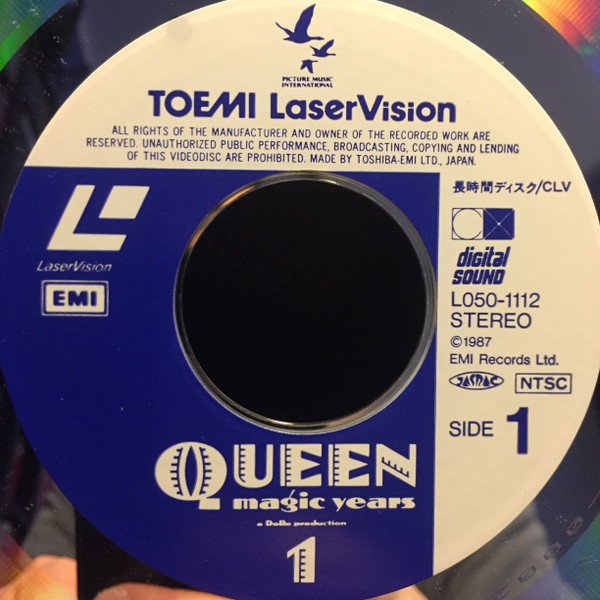 PICTURE MUSIC
INTERNATIONAL
TOEMI LaserVision
ALL RIGHTS OF THE MANUFACTURER AND OWNER OF THE RECORDED WORK ARE
RESERVED. UNAUTHORIZED PUBLIC PERFORMANCE, BROADCASTING, COPYING AND LENDING
OF THIS VIDEODISC ARE PROHIBITED. MADE BY TOSHIBA-EMI LTD., JAPAN.
長時間ディスク/CLV
LaserVision
EMI
digital
SOUND
L050-1112
STEREO
©1987
EMI Records Ltd.
JASRAC
NTSC
SIDE 1
QUEEN
magic years
a DoRo production
1